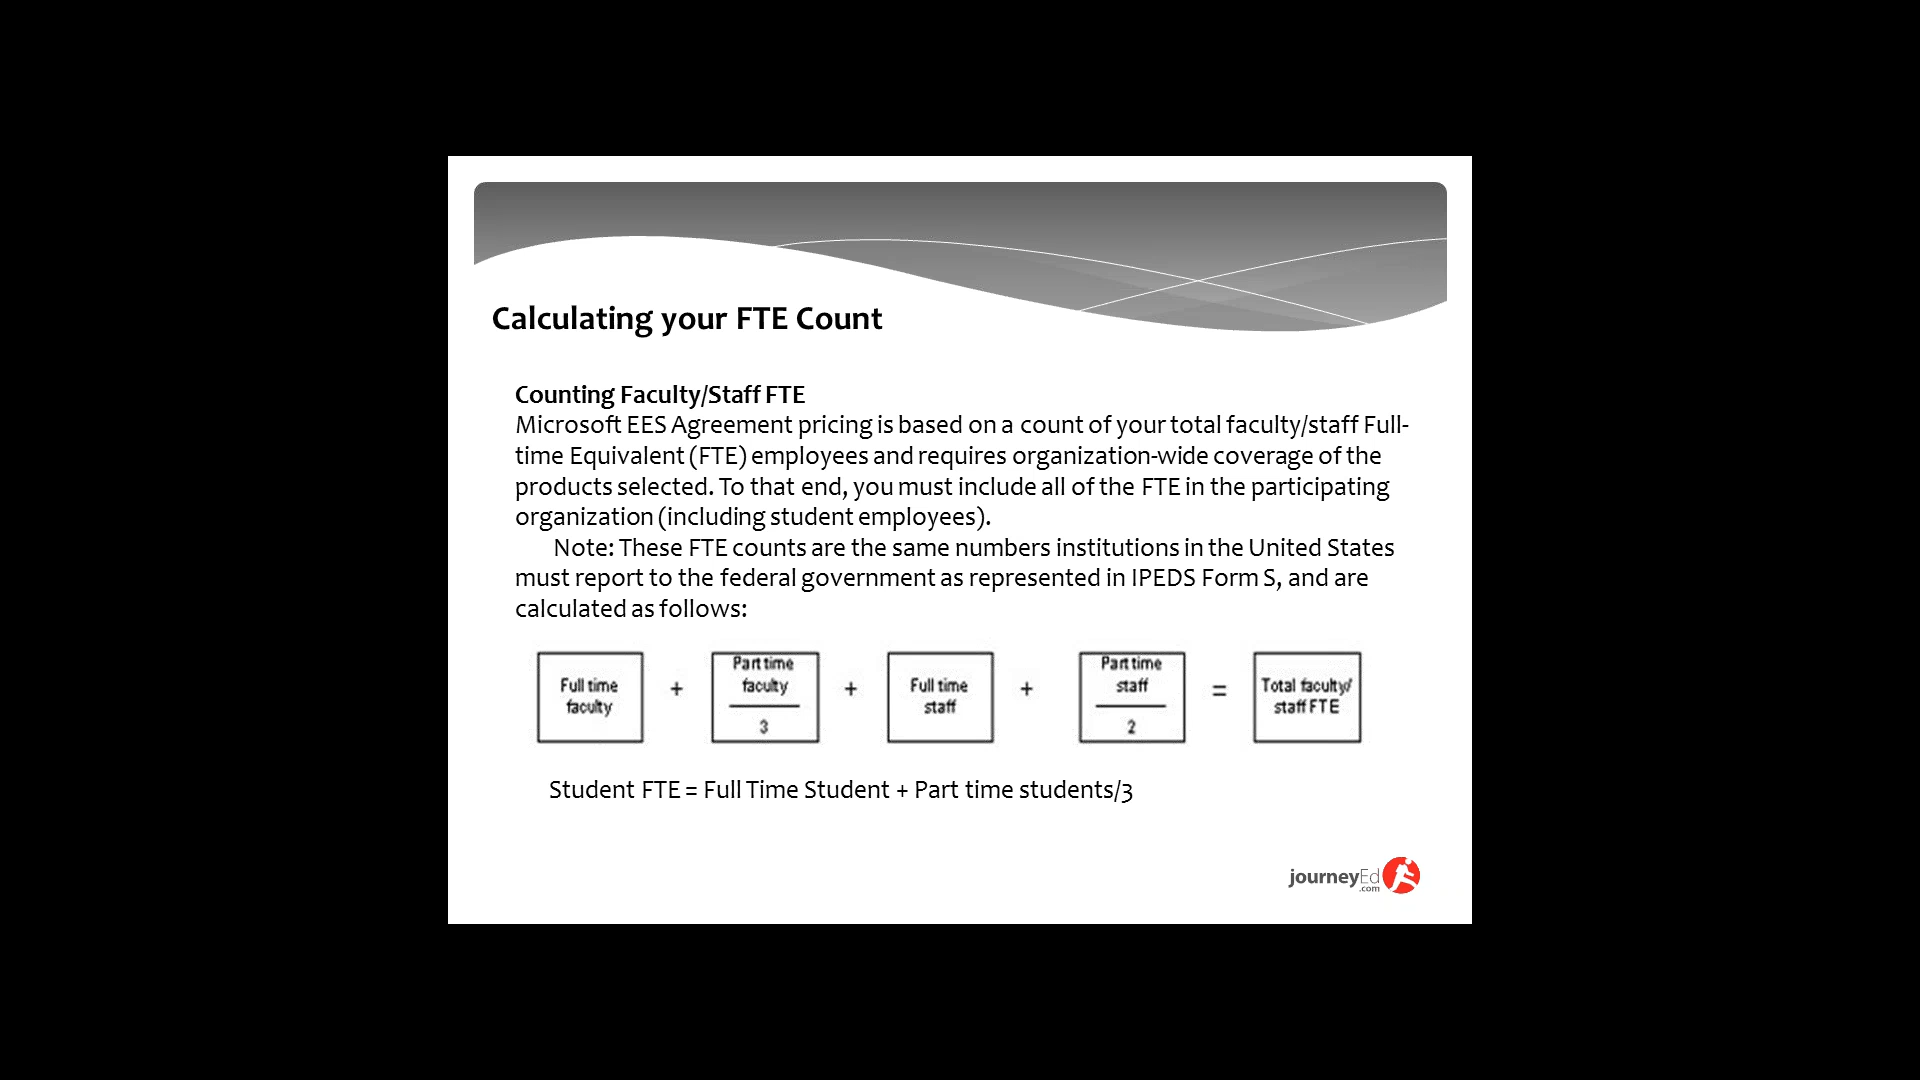 Calculating your FTE Count
Counting Faculty/Staff FTE
Microsoft EES Agreement pricing is based on a count of your total faculty/staff Full-
time Equivalent (FTE) employees and requires organization-wide coverage of the
products selected. To that end, you must include all of the FTE in the participating
organization (including student employees).
Note: These FTE counts are the same numbers institutions in the United States
must report to the federal government as represented in IPEDS Form S, and are
calculated as follows:
Full time
faculty
+
Part time
faculty
3
+
Full time
staff
+
Part time
staff
2
=
Total faculty/
staff FTE
Student FTE = Full Time Student + Part time students/3
journeyEd
.com